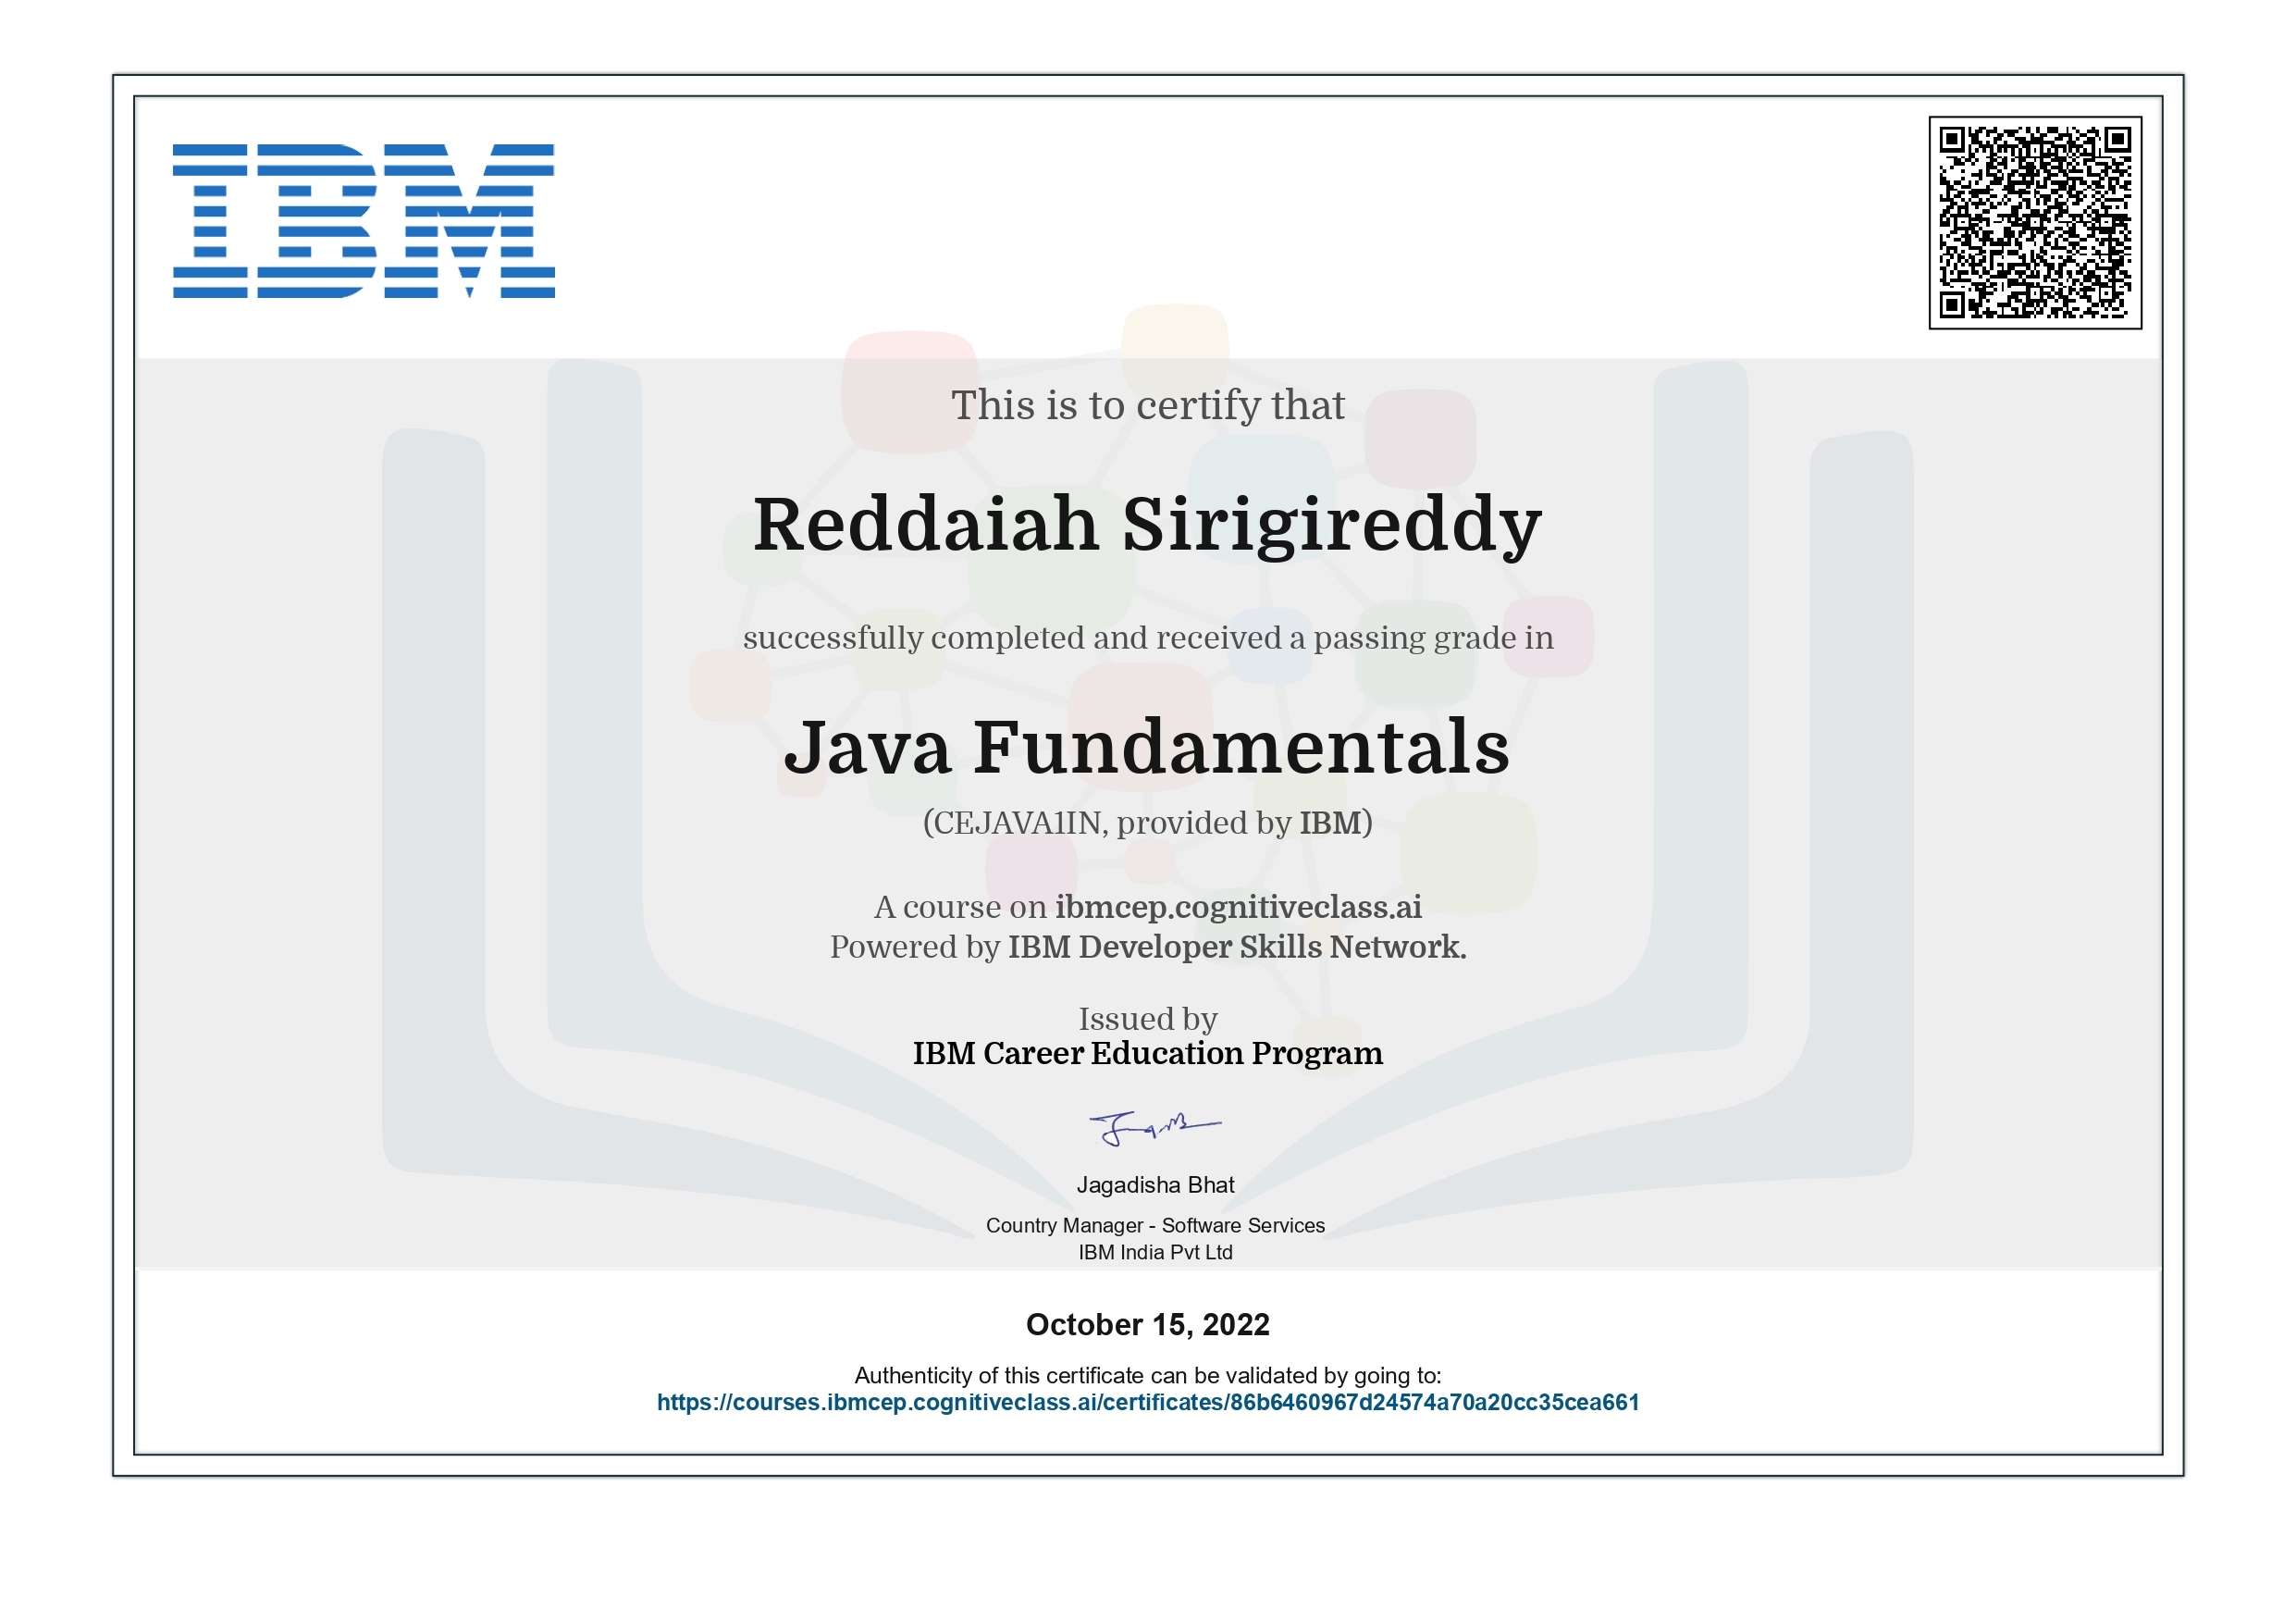 IBM
This is to certify that
Reddaiah Sirigireddy
successfully completed and received a passing grade in
Java Fundamentals
(CEJAVA1IN, provided by IBM)
A course on ibmcep.cognitiveclass.ai
Powered by IBM Developer Skills Network.
Issued by
IBM Career Education Program
Jagadisha Bhat
Country Manager - Software Services
IBM India Pvt Ltd
October 15, 2022
Authenticity of this certificate can be validated by going to:
https://courses.ibmcep.cognitiveclass.ai/certificates/86b6460967d24574a70a20cc35cea661